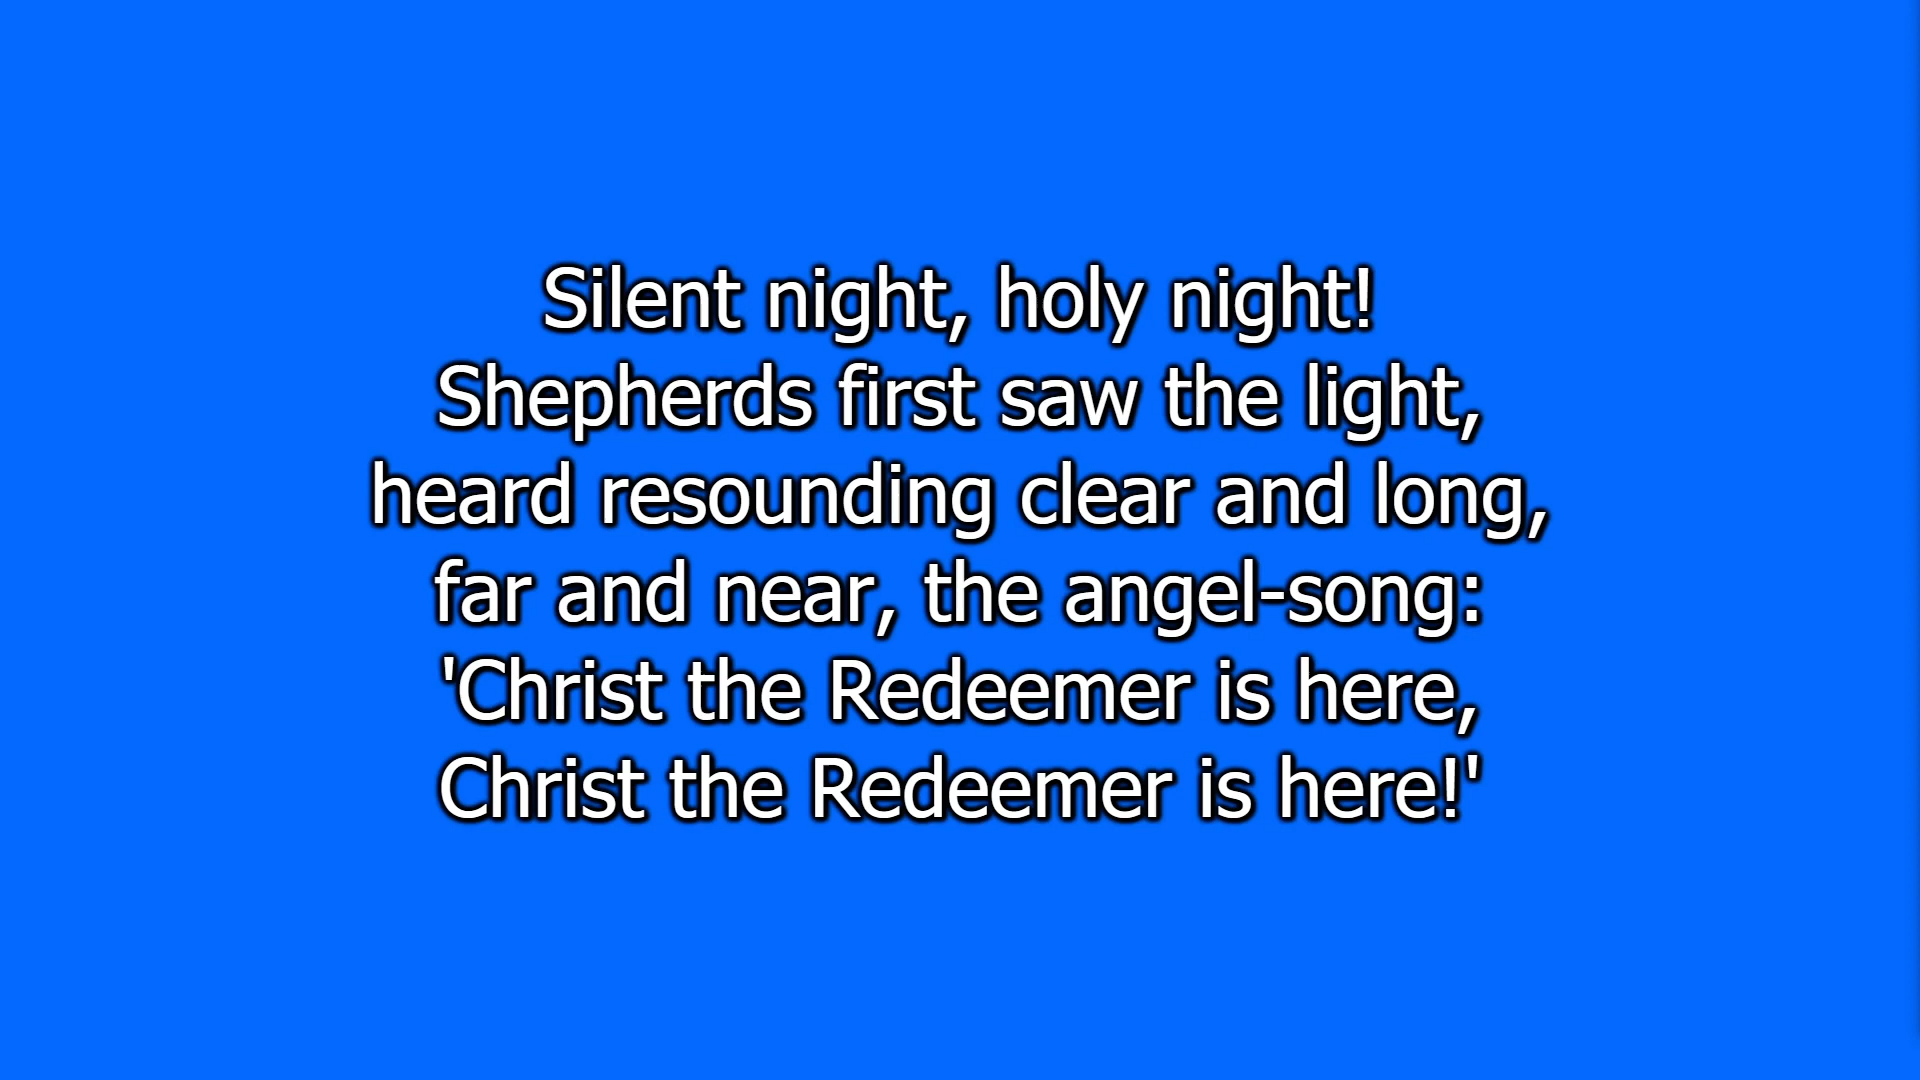 Silent night, holy night!
Shepherds first saw the light,
heard resounding clear and long,
far and near, the angel-song:
'Christ the Redeemer is here,
Christ the Redeemer is here!'